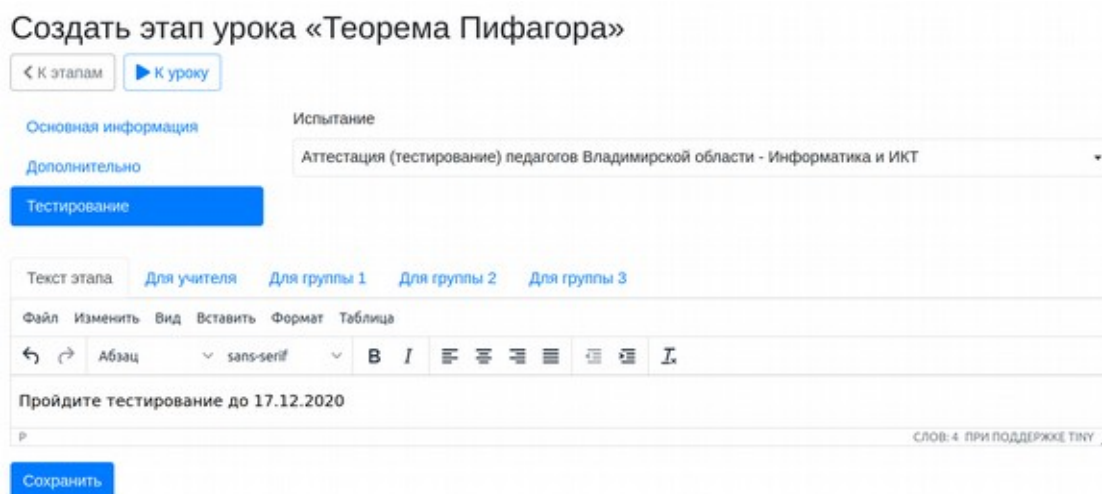 Создать этап урока «Теорема Пифагора»
К этапам К уроку
Основная информация
Дополнительно
Тестирование
Испытание
Аттестация (тестирование) педагогов Владимирской области - Информатика и ИКТ
Текст этапа Для учителя Для группы 1 Для группы 2 Для группы 3
Файл Изменить Вид Вставить Формат Таблица
Абзац sans-serif B I
Пройдите тестирование до 17.12.2020
P СЛОВ: 4 ПРИ ПОДДЕРЖКЕ TINY
Сохранить